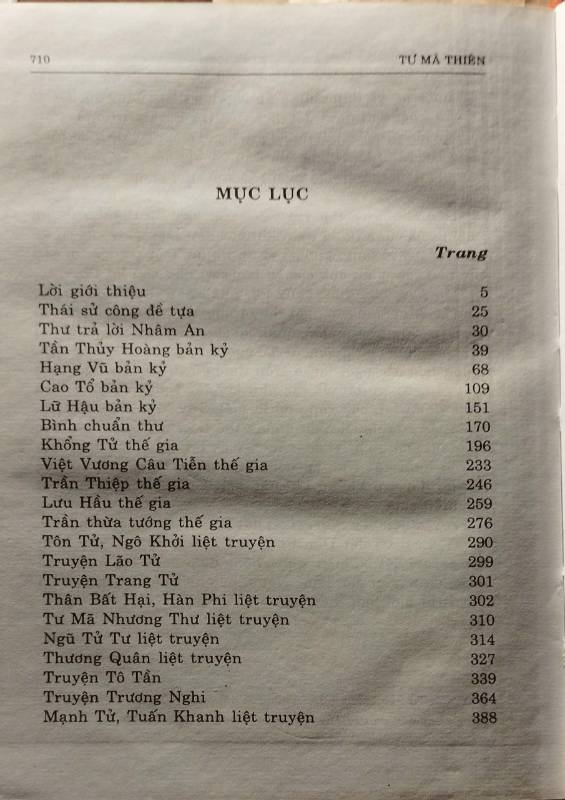 710 TƯ MÃ THIÊN
MỤC LỤC
Trang
Lời giới thiệu 5
Thái sử công đề tựa 25
Thư trả lời Nhâm An 30
Tần Thủy Hoàng bản kỷ 39
Hạng Vũ bản kỷ 68
Cao Tổ bản kỷ 109
Lữ Hậu bản kỷ 151
Bình chuẩn thư 170
Khổng Tử thế gia 196
Việt Vương Câu Tiễn thế gia 233
Trần Thiệp thế gia 246
Lưu Hầu thế gia 259
Trần thừa tướng thế gia 276
Tôn Tử, Ngô Khởi liệt truyện 290
Truyện Lão Tử 299
Truyện Trang Tử 301
Thân Bất Hại, Hàn Phi liệt truyện 302
Tư Mã Nhương Thư liệt truyện 310
Ngũ Tử Tư liệt truyện 314
Thương Quân liệt truyện 327
Truyện Tô Tần 339
Truyện Trương Nghi 364
Mạnh Tử, Tuấn Khanh liệt truyện 388